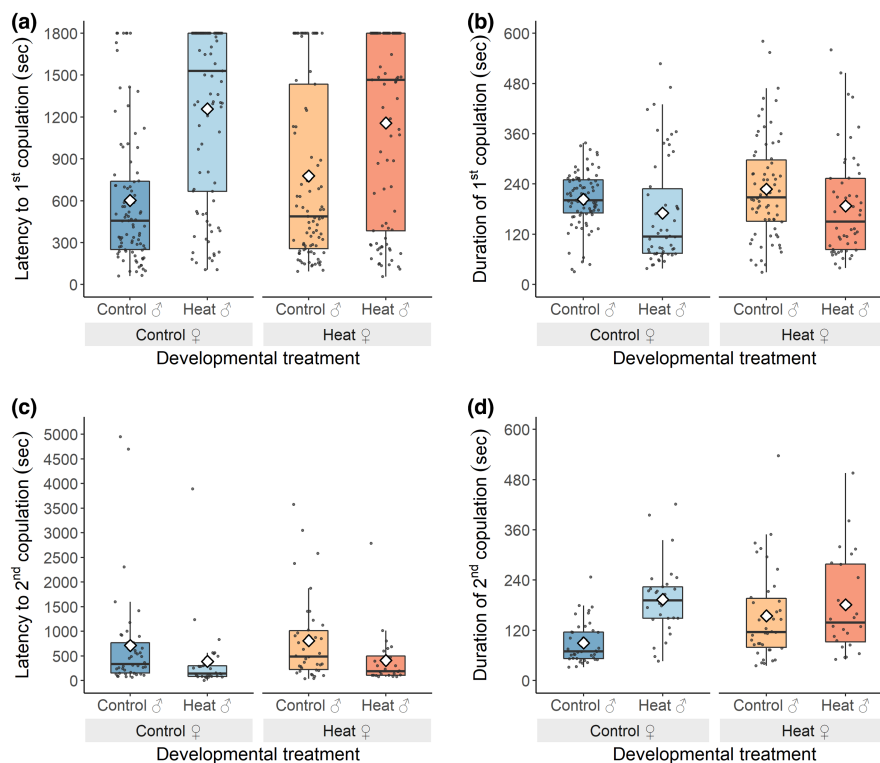 (a)
Latency to 1st copulation (sec)
1800
1500
1200
900
600
300
0
Control ♂ Heat ♂ Control ♂ Heat ♂
Control ♀ Heat ♀
Developmental treatment
(b)
Duration of 1st copulation (sec)
600
480
360
240
120
0
Control ♂ Heat ♂ Control ♂ Heat ♂
Control ♀ Heat ♀
Developmental treatment
(c)
Latency to 2nd copulation (sec)
5000
4500
4000
3500
3000
2500
2000
1500
1000
500
0
Control ♂ Heat ♂ Control ♂ Heat ♂
Control ♀ Heat ♀
Developmental treatment
(d)
Duration of 2nd copulation (sec)
600
480
360
240
120
0
Control ♂ Heat ♂ Control ♂ Heat ♂
Control ♀ Heat ♀
Developmental treatment